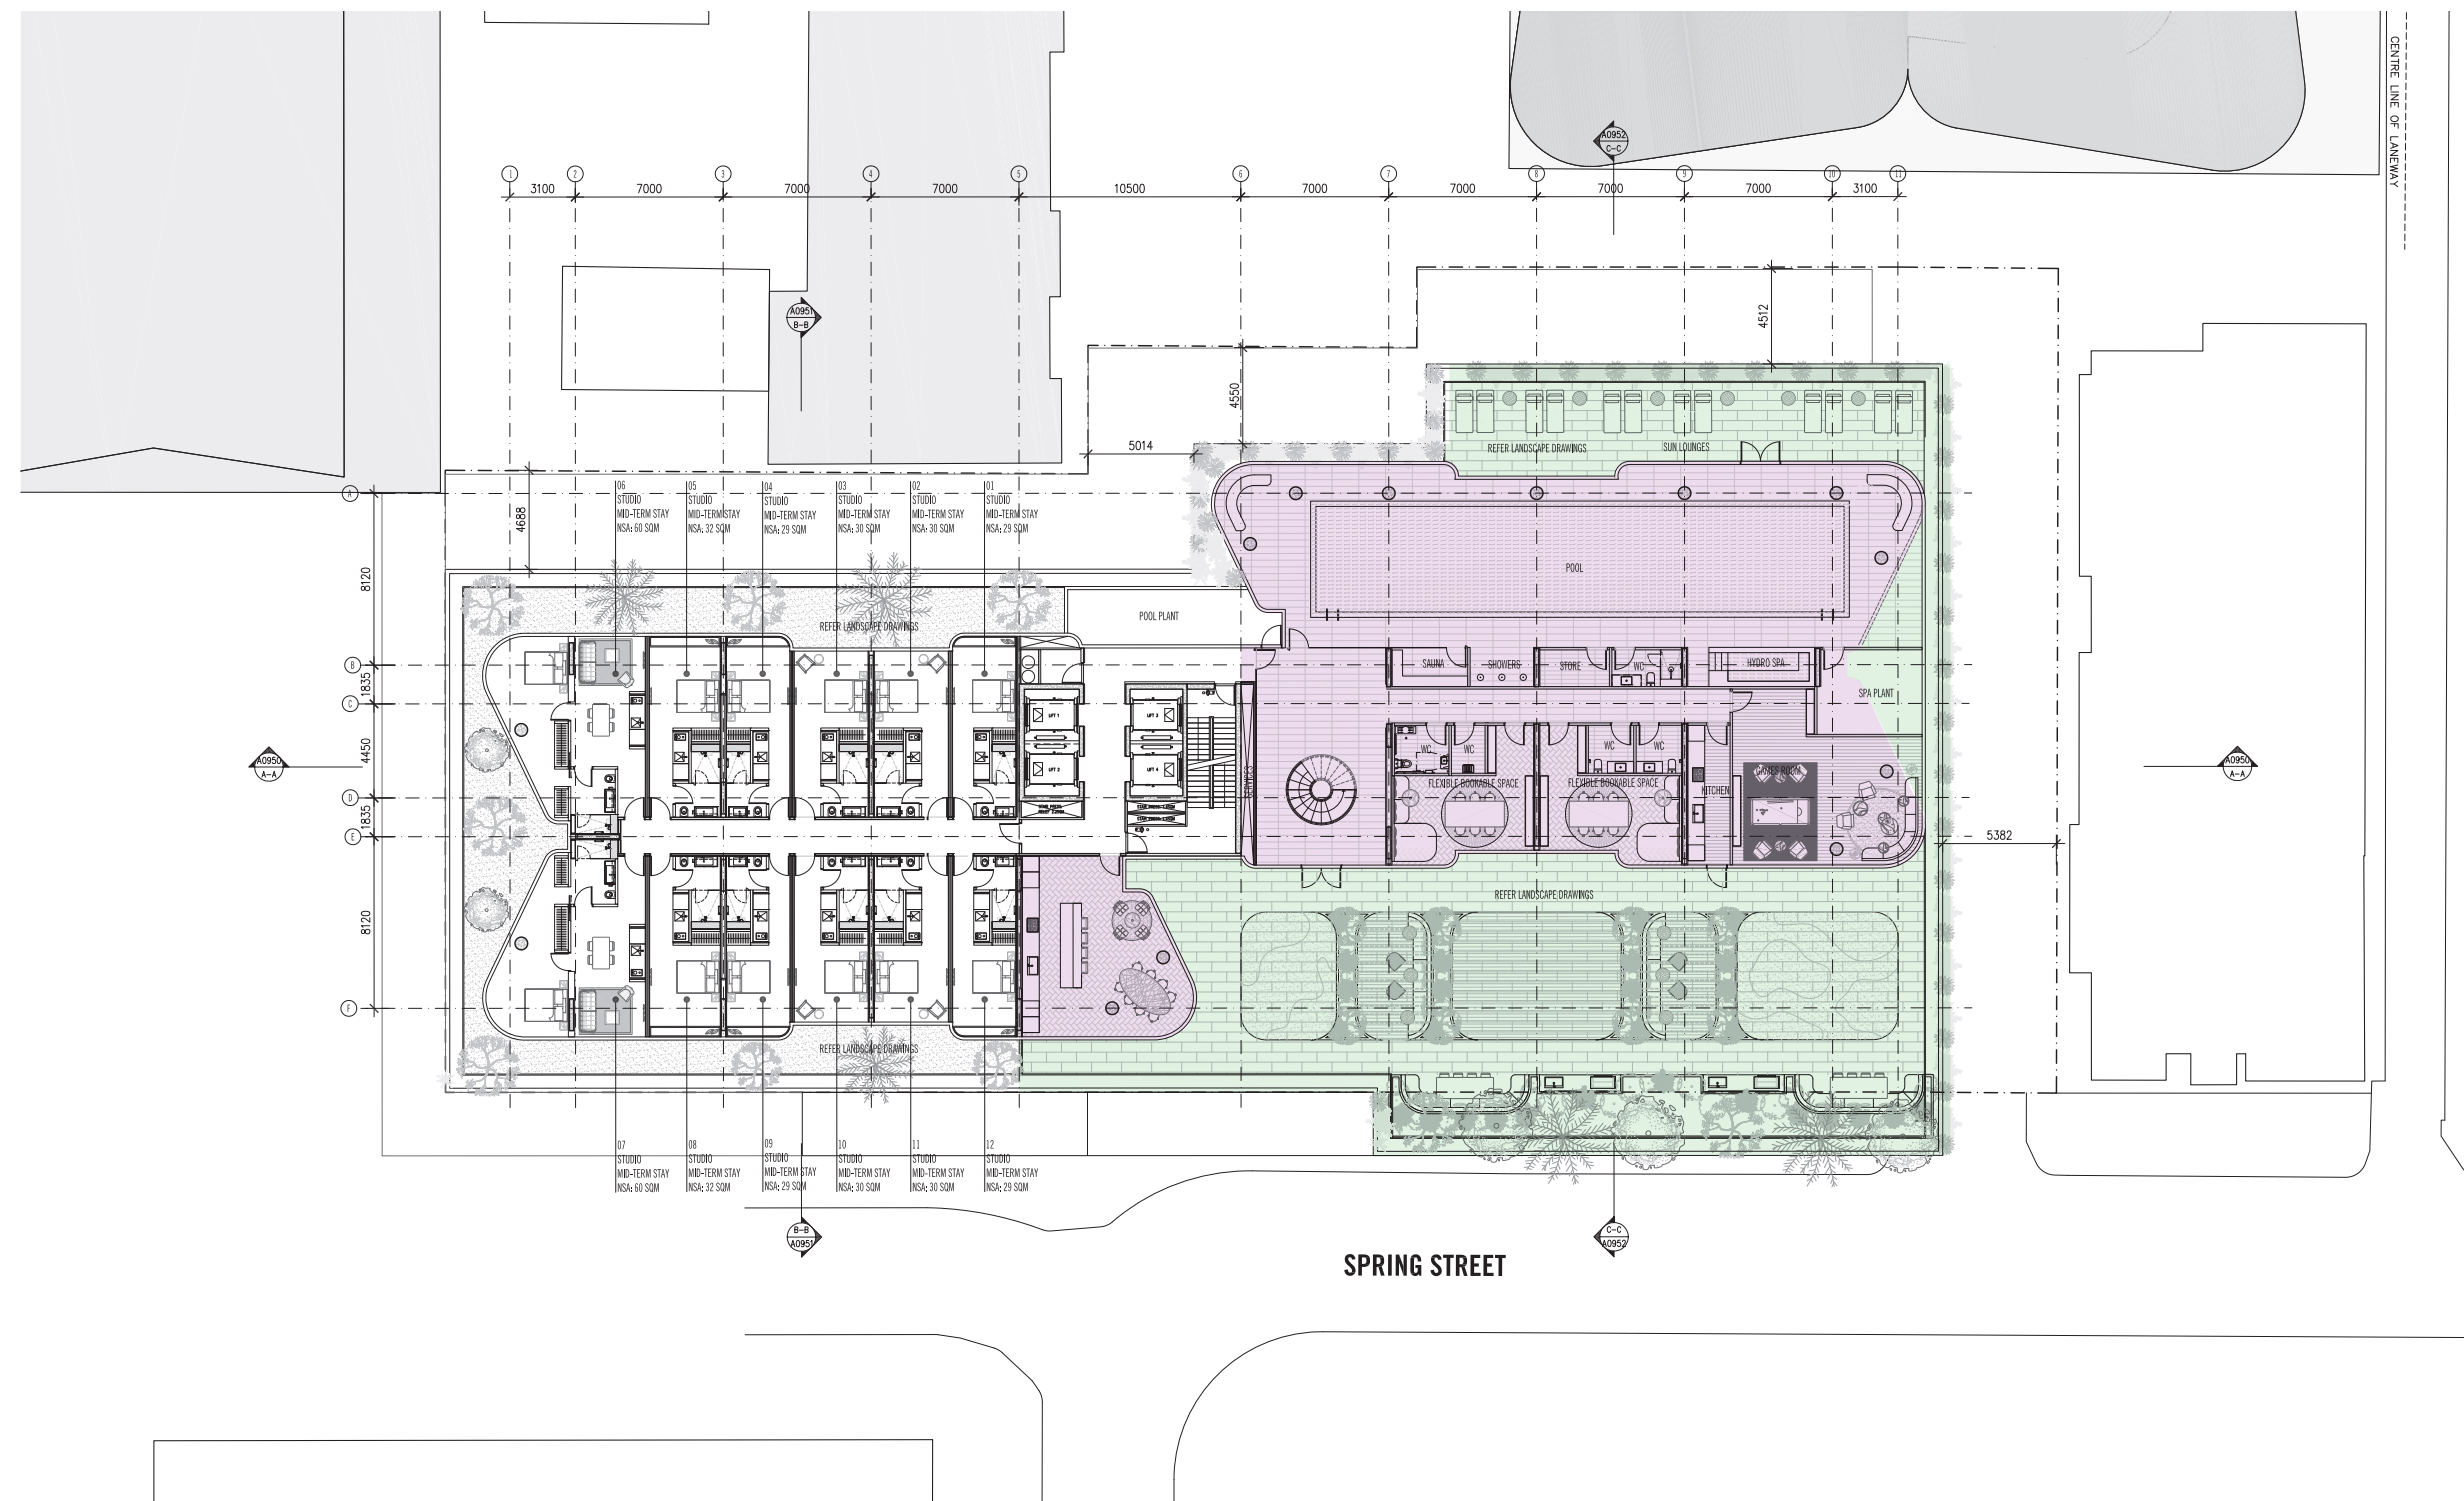 CENTRE LINE OF LANEWAY
A0952
C-C
1
2
3
4
5
6
7
8
9
10
11
3100
7000
7000
7000
10500
7000
7000
7000
7000
3100
A0951
B-B
4512
4550
5014
4688
REFER LANDSCAPE DRAWINGS
SUN LOUNGES
A
B
C
D
E
F
8120
1835
4450
1835
8120
06
STUDIO
MID-TERM STAY
NSA: 60 SQM
05
STUDIO
MID-TERM STAY
NSA: 32 SQM
04
STUDIO
MID-TERM STAY
NSA: 29 SQM
03
STUDIO
MID-TERM STAY
NSA: 30 SQM
02
STUDIO
MID-TERM STAY
NSA: 30 SQM
01
STUDIO
MID-TERM STAY
NSA: 29 SQM
POOL
POOL PLANT
REFER LANDSCAPE DRAWINGS
SAUNA
SHOWERS
STORE
WC
HYDRO SPA
SPA PLANT
LIFT 1
LIFT 3
LIFT 2
LIFT 4
SERVICES
WC
WC
WC
WC
FLEXIBLE BOOKABLE SPACE
FLEXIBLE BOOKABLE SPACE
KITCHEN
GAMES ROOM
A0950
A-A
A0950
A-A
5382
REFER LANDSCAPE DRAWINGS
REFER LANDSCAPE DRAWINGS
07
STUDIO
MID-TERM STAY
NSA: 60 SQM
08
STUDIO
MID-TERM STAY
NSA: 32 SQM
09
STUDIO
MID-TERM STAY
NSA: 29 SQM
10
STUDIO
MID-TERM STAY
NSA: 30 SQM
11
STUDIO
MID-TERM STAY
NSA: 30 SQM
12
STUDIO
MID-TERM STAY
NSA: 29 SQM
B-B
A0951
C-C
A0952
SPRING STREET